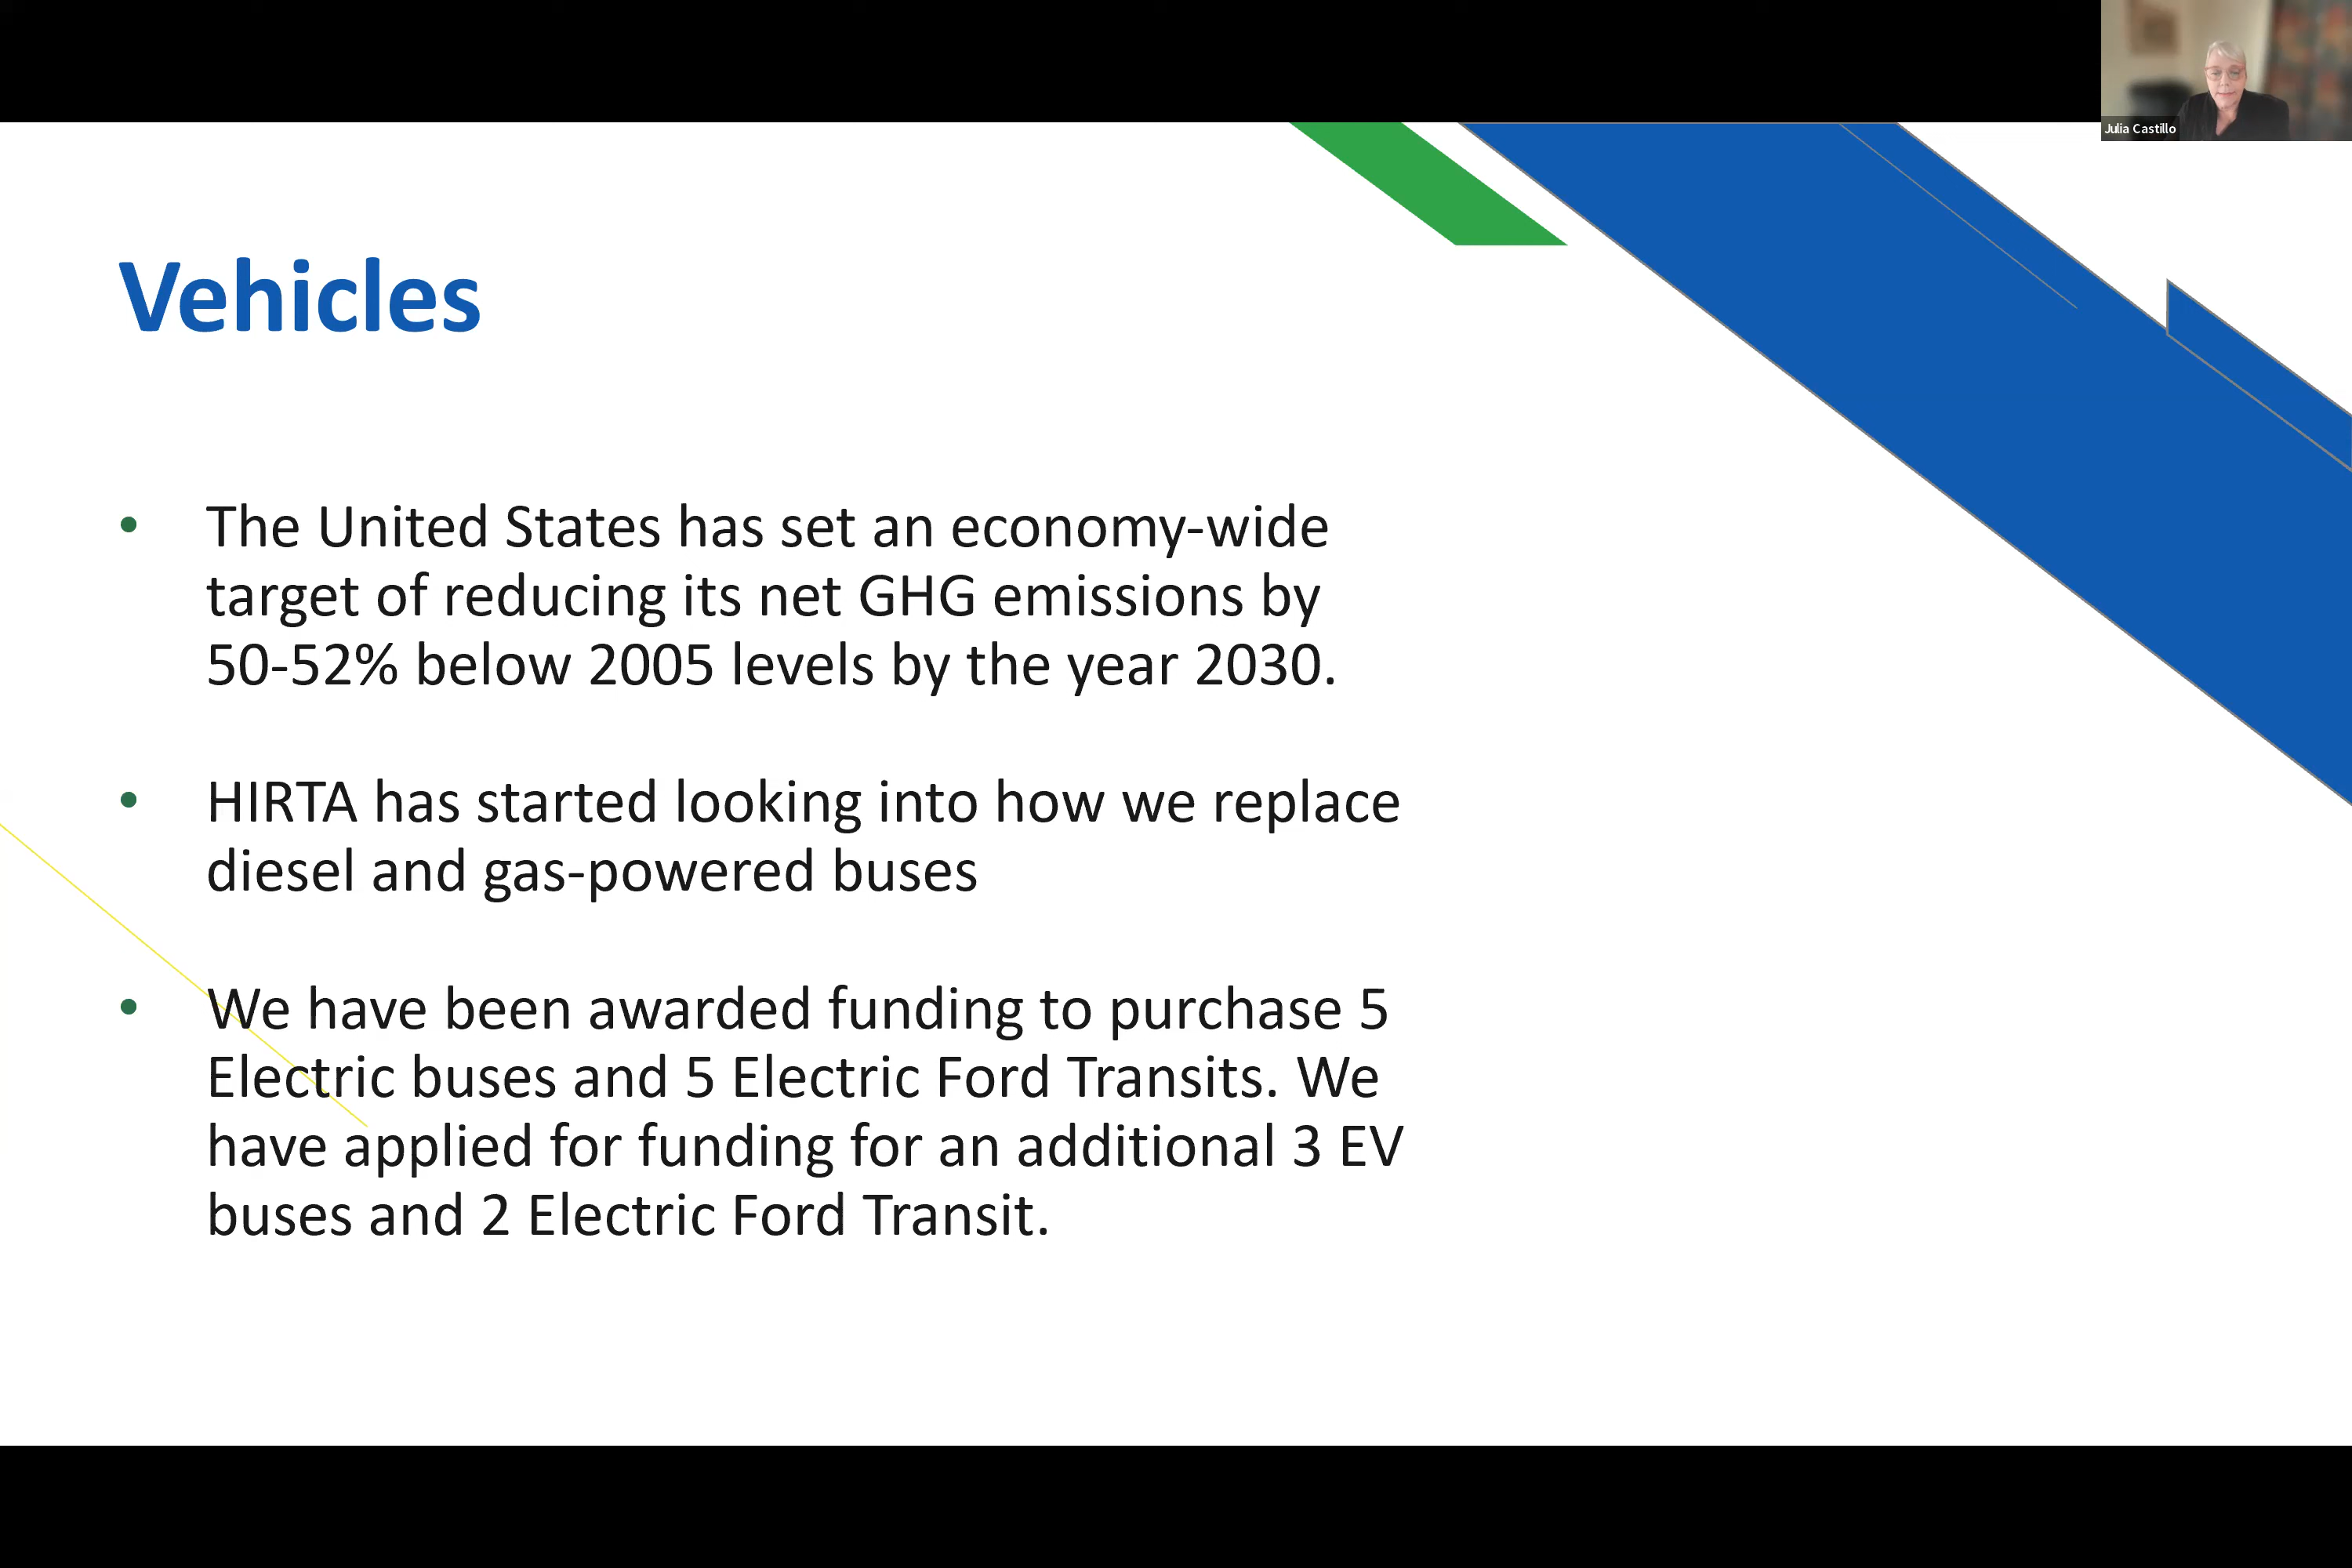 Julia Castillo
Vehicles
• The United States has set an economy-wide
target of reducing its net GHG emissions by
50-52% below 2005 levels by the year 2030.
• HIRTA has started looking into how we replace
diesel and gas-powered buses
• We have been awarded funding to purchase 5
Electric buses and 5 Electric Ford Transits. We
have applied for funding for an additional 3 EV
buses and 2 Electric Ford Transit.